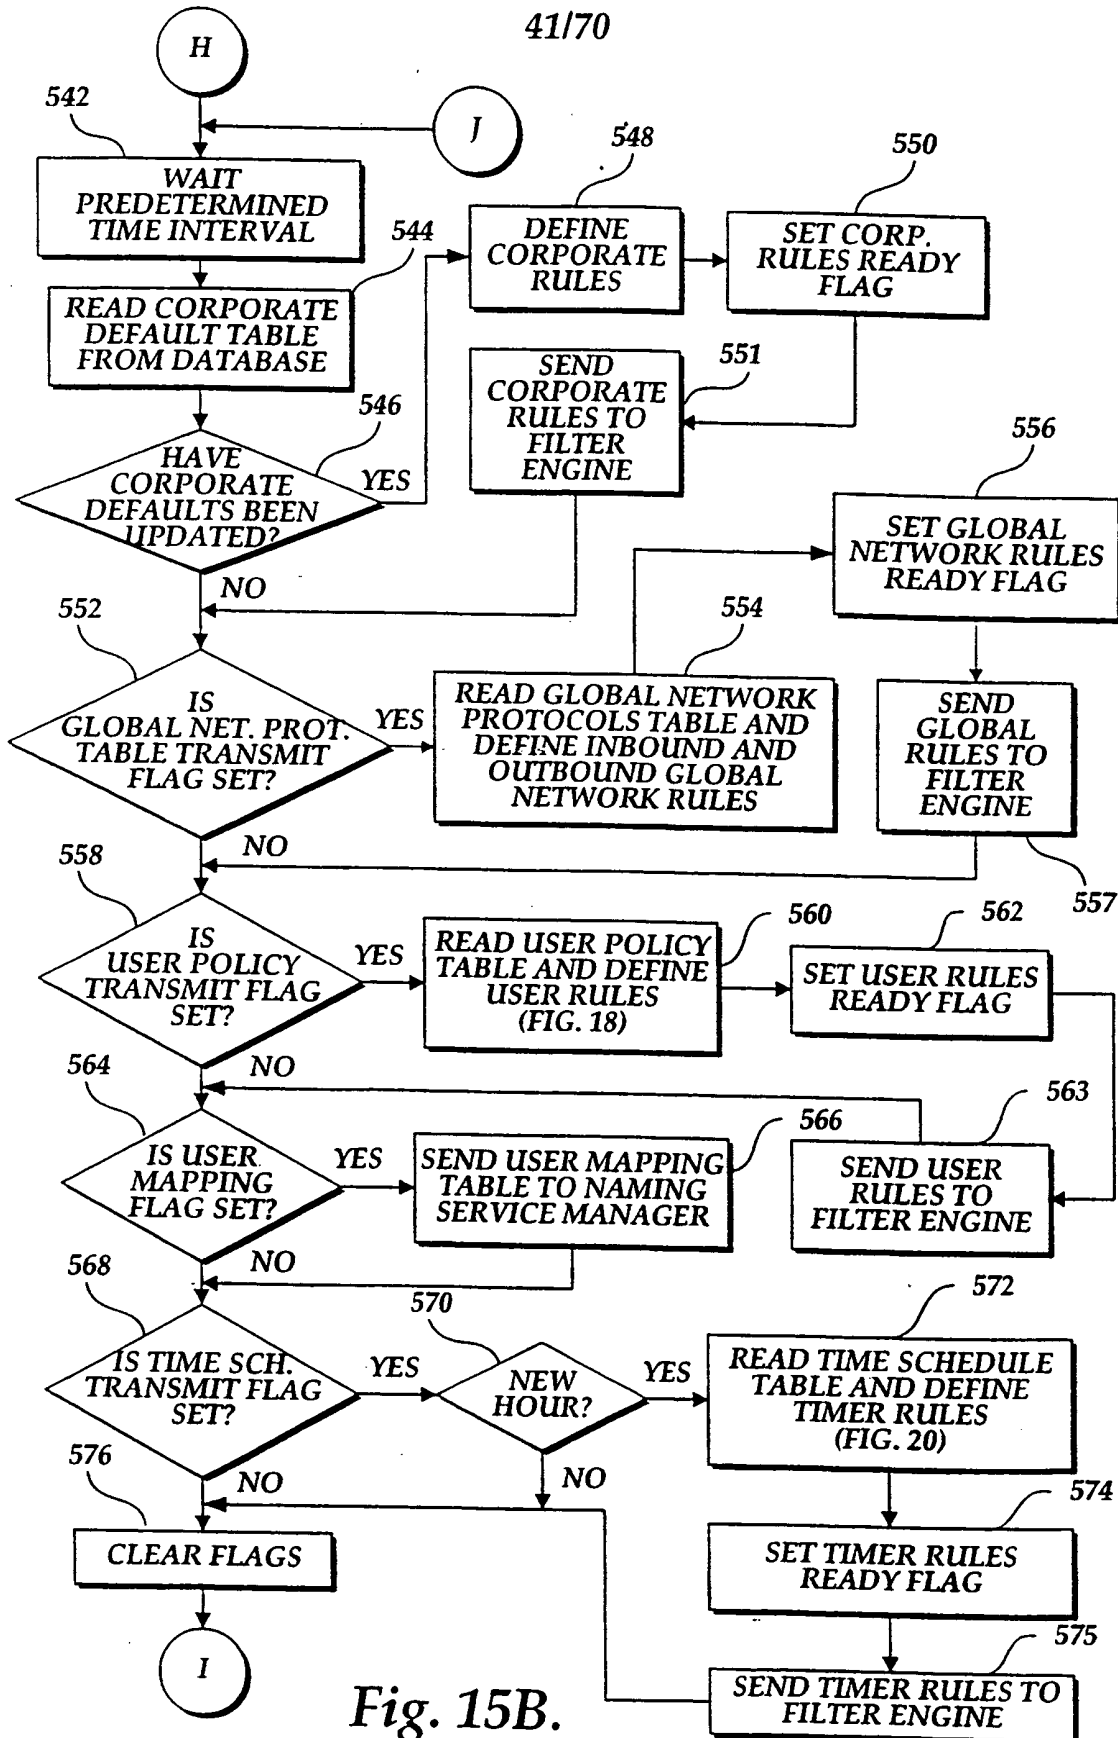 41/70
H
J
542
WAIT
PREDETERMINED
TIME INTERVAL
544
READ CORPORATE
DEFAULT TABLE
FROM DATABASE
546
HAVE
CORPORATE
DEFAULTS BEEN
UPDATED?
YES
NO
548
DEFINE
CORPORATE
RULES
550
SET CORP.
RULES READY
FLAG
551
SEND
CORPORATE
RULES TO
FILTER
ENGINE
552
IS
GLOBAL NET. PROT.
TABLE TRANSMIT
FLAG SET?
YES
NO
554
READ GLOBAL NETWORK
PROTOCOLS TABLE AND
DEFINE INBOUND AND
OUTBOUND GLOBAL
NETWORK RULES
556
SET GLOBAL
NETWORK RULES
READY FLAG
SEND
GLOBAL
RULES TO
FILTER
ENGINE
557
558
IS
USER POLICY
TRANSMIT FLAG
SET?
YES
NO
560
READ USER POLICY
TABLE AND DEFINE
USER RULES
(FIG. 18)
562
SET USER RULES
READY FLAG
563
SEND USER
RULES TO
FILTER ENGINE
564
IS USER
MAPPING
FLAG SET?
YES
NO
566
SEND USER MAPPING
TABLE TO NAMING
SERVICE MANAGER
568
IS TIME SCH.
TRANSMIT FLAG
SET?
YES
NO
570
NEW
HOUR?
YES
NO
572
READ TIME SCHEDULE
TABLE AND DEFINE
TIMER RULES
(FIG. 20)
574
SET TIMER RULES
READY FLAG
575
SEND TIMER RULES TO
FILTER ENGINE
576
CLEAR FLAGS
I
Fig. 15B.